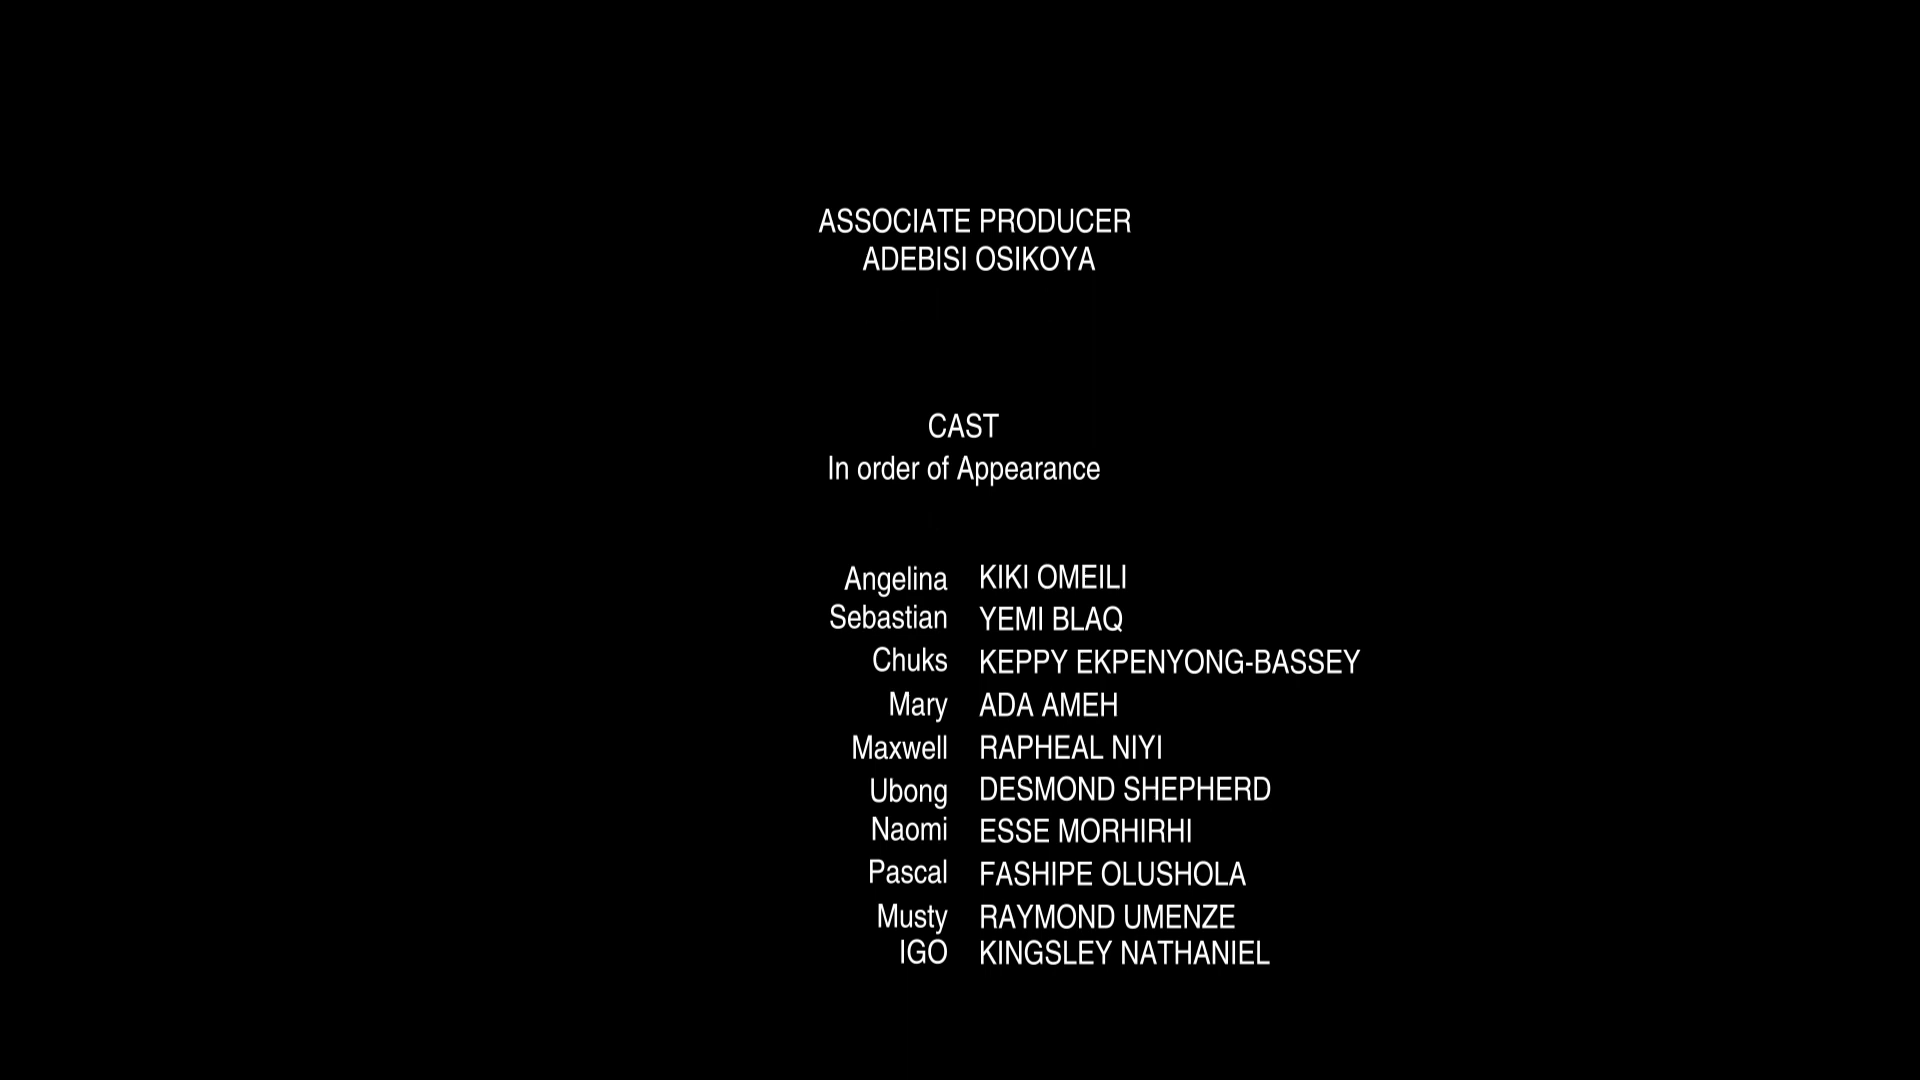 ASSOCIATE PRODUCER
ADEBISI OSIKOYA
CAST
In order of Appearance
Angelina KIKI OMEILI
Sebastian YEMI BLAQ
Chuks KEPPY EKPENYONG-BASSEY
Mary ADA AMEH
Maxwell RAPHEAL NIYI
Ubong DESMOND SHEPHERD
Naomi ESSE MORHIRHI
Pascal FASHIPE OLUSHOLA
Musty RAYMOND UMENZE
IGO KINGSLEY NATHANIEL